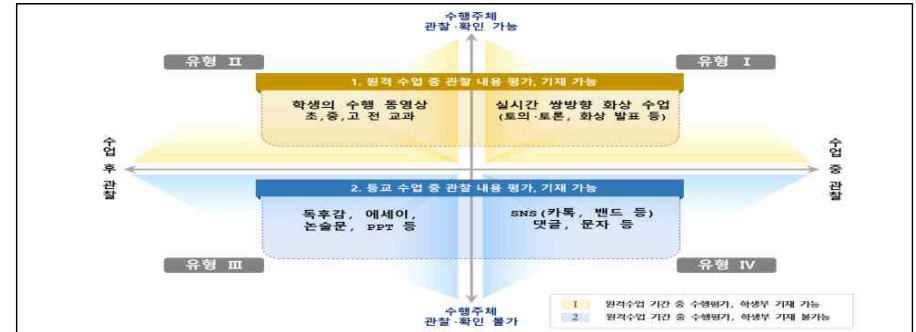 수행주체
관찰·확인 가능
유형 II
유형 I
1. 원격 수업 중 관찰 내용 평가, 기재 가능
학생의 수행 동영상
초,중,고 전 교과
실시간 쌍방향 화상 수업
(토의·토론, 화상 발표 등)
수업 후 관찰
수업 중 관찰
2. 등교 수업 중 관찰 내용 평가, 기재 가능
독후감, 에세이,
논술문, PPT 등
SNS(카톡, 밴드 등)
댓글, 문자 등
유형 III
유형 IV
수행주체
관찰·확인 불가
1 원격수업 기간 중 수행평가, 학생부 기재 가능
2 원격수업 기간 중 수행평가, 학생부 기재 불가능